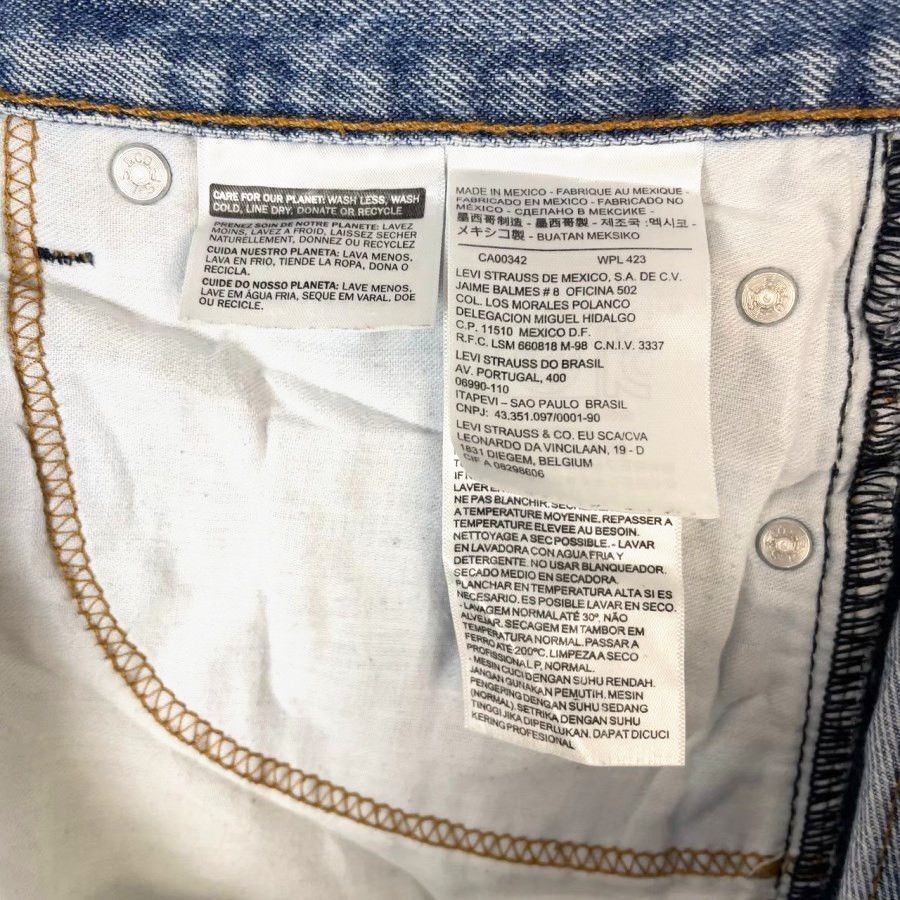 CARE FOR OUR PLANET: WASH LESS, WASH
COLD, LINE DRY, DONATE OR RECYCLE
PRENEZ SOIN DE NOTRE PLANETE: LAVEZ
MOINS, LAVEZ A FROID, LAISSEZ SECHER
NATURELLEMENT, DONNEZ OU RECYCLEZ
CUIDA NUESTRO PLANETA: LAVA MENOS,
LAVA EN FRIO, TIENDE LA ROPA, DONA O
RECICLA.
CUIDE DO NOSSO PLANETA: LAVE MENOS,
LAVE EM ÁGUA FRIA, SEQUE EM VARAL, DOE
OU RECICLE.
MADE IN MEXICO - FABRIQUE AU MEXIQUE -
FABRICADO EN MEXICO - FABRICADO NO
MÉXICO - СДЕЛАНО В МЕКСИКЕ -
墨西哥制造 - 墨西哥製 - 제조국 :멕시코 -
メキシコ製 - BUATAN MEKSIKO
CA00342 WPL 423
LEVI STRAUSS DE MEXICO, S.A. DE C.V.
JAIME BALMES # 8 OFICINA 502
COL. LOS MORALES POLANCO
DELEGACION MIGUEL HIDALGO
C.P. 11510 MEXICO D.F.
R.F.C. LSM 660818 M-98 C.N.I.V. 3337
LEVI STRAUSS DO BRASIL
AV. PORTUGAL, 400
06990-110
ITAPEVI – SAO PAULO BRASIL
CNPJ: 43.351.097/0001-90
LEVI STRAUSS & CO. EU SCA/CVA
LEONARDO DA VINCILAAN, 19 - D
1831 DIEGEM, BELGIUM
CIF A 08298606
LAVER
NE PAS BLANCHIR.
A TEMPERATURE MOYENNE. REPASSER A
TEMPERATURE ELEVEE AU BESOIN.
NETTOYAGE A SEC POSSIBLE. - LAVAR
EN LAVADORA CON AGUA FRIA Y
DETERGENTE. NO USAR BLANQUEADOR.
SECADO MEDIO EN SECADORA.
PLANCHAR EN TEMPERATURA ALTA SI ES
NECESARIO. ES POSIBLE LAVAR EN SECO.
- LAVAGEM NORMAL ATÉ 30º. NÃO
ALVEJAR. SECAGEM EM TAMBOR EM
TEMPERATURA NORMAL. PASSAR A
FERRO ATÉ 200ºC. LIMPEZA A SECO
PROFISSIONAL P, NORMAL.
- MESIN CUCI DENGAN SUHU RENDAH.
JANGAN GUNAKAN PEMUTIH. MESIN
PENGERING DENGAN SUHU SEDANG
(NORMAL). SETRIKA DENGAN SUHU
TINGGI JIKA DIPERLUKAN. DAPAT DICUCI
KERING PROFESIONAL